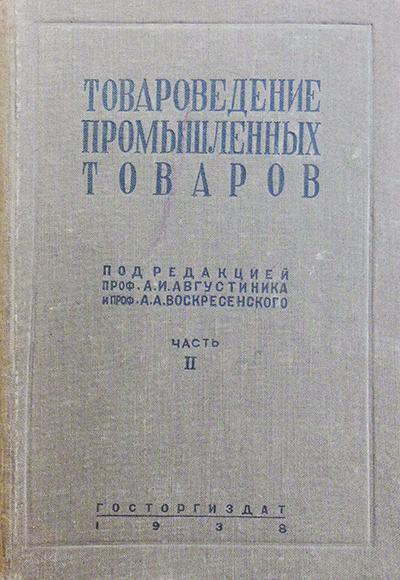 ТОВАРОВЕДЕНИЕ
ПРОМЫШЛЕННЫХ
ТОВАРОВ
ПОД РЕДАКЦИЕЙ
ПРОФ. А.И.АВГУСТИНИКА
И ПРОФ. А.А.ВОСКРЕСЕНСКОГО
ЧАСТЬ
II
ГОСТОРГИЗДАТ
1938